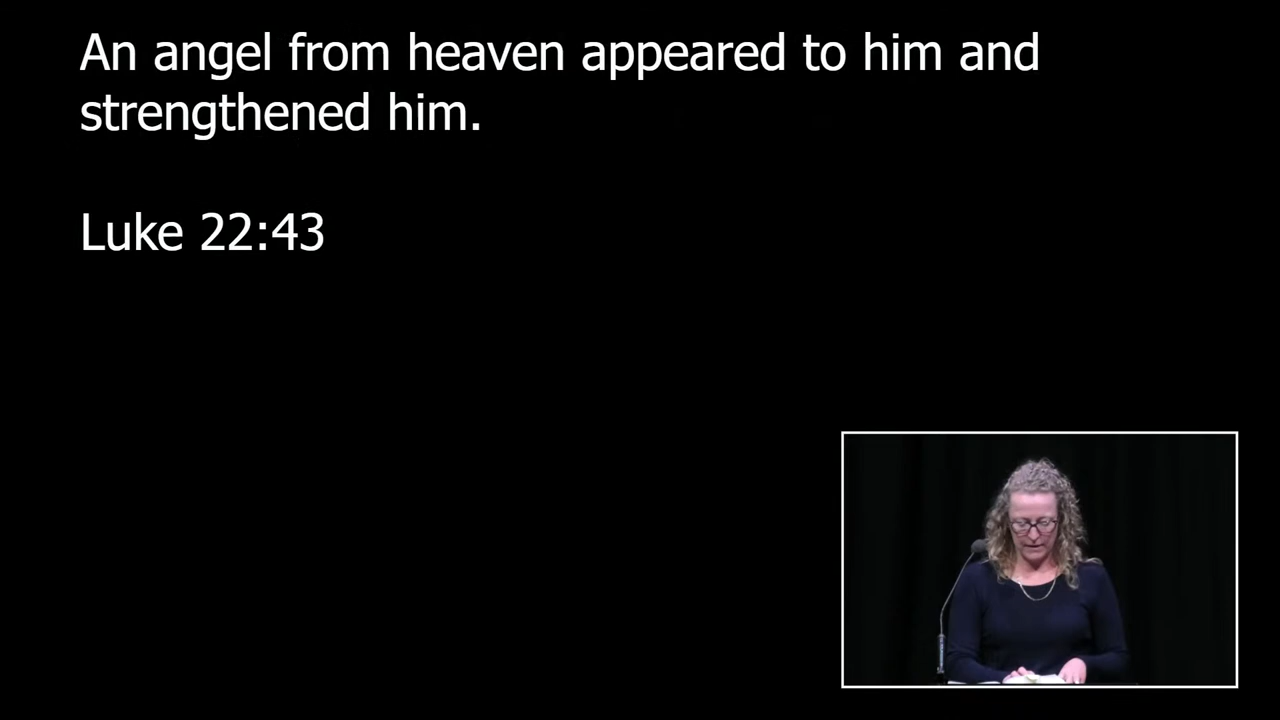 An angel from heaven appeared to him and
strengthened him.
Luke 22:43